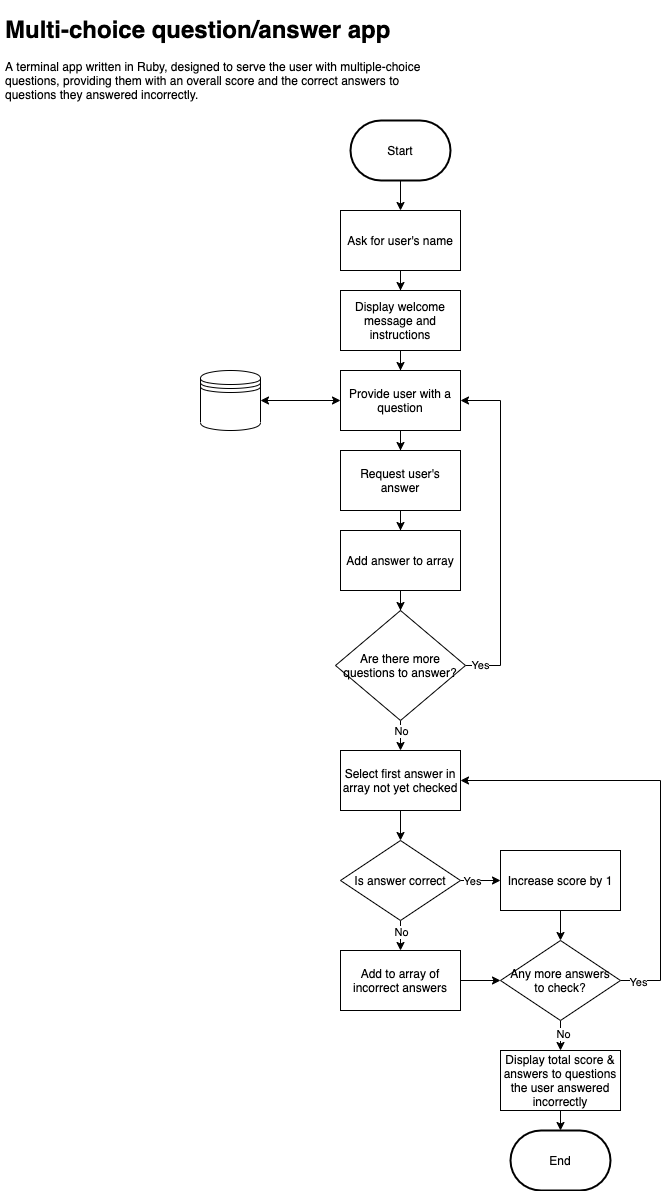 Multi-choice question/answer app
A terminal app written in Ruby, designed to serve the user with multiple-choice
questions, providing them with an overall score and the correct answers to
questions they answered incorrectly.
Start
Ask for user's name
Display welcome
message and
instructions
Provide user with a
question
Request user's
answer
Add answer to array
Are there more
questions to answer?
Yes
No
Select first answer in
array not yet checked
Is answer correct
Yes
Increase score by 1
No
Add to array of
incorrect answers
Any more answers
to check?
Yes
No
Display total score &
answers to questions
the user answered
incorrectly
End